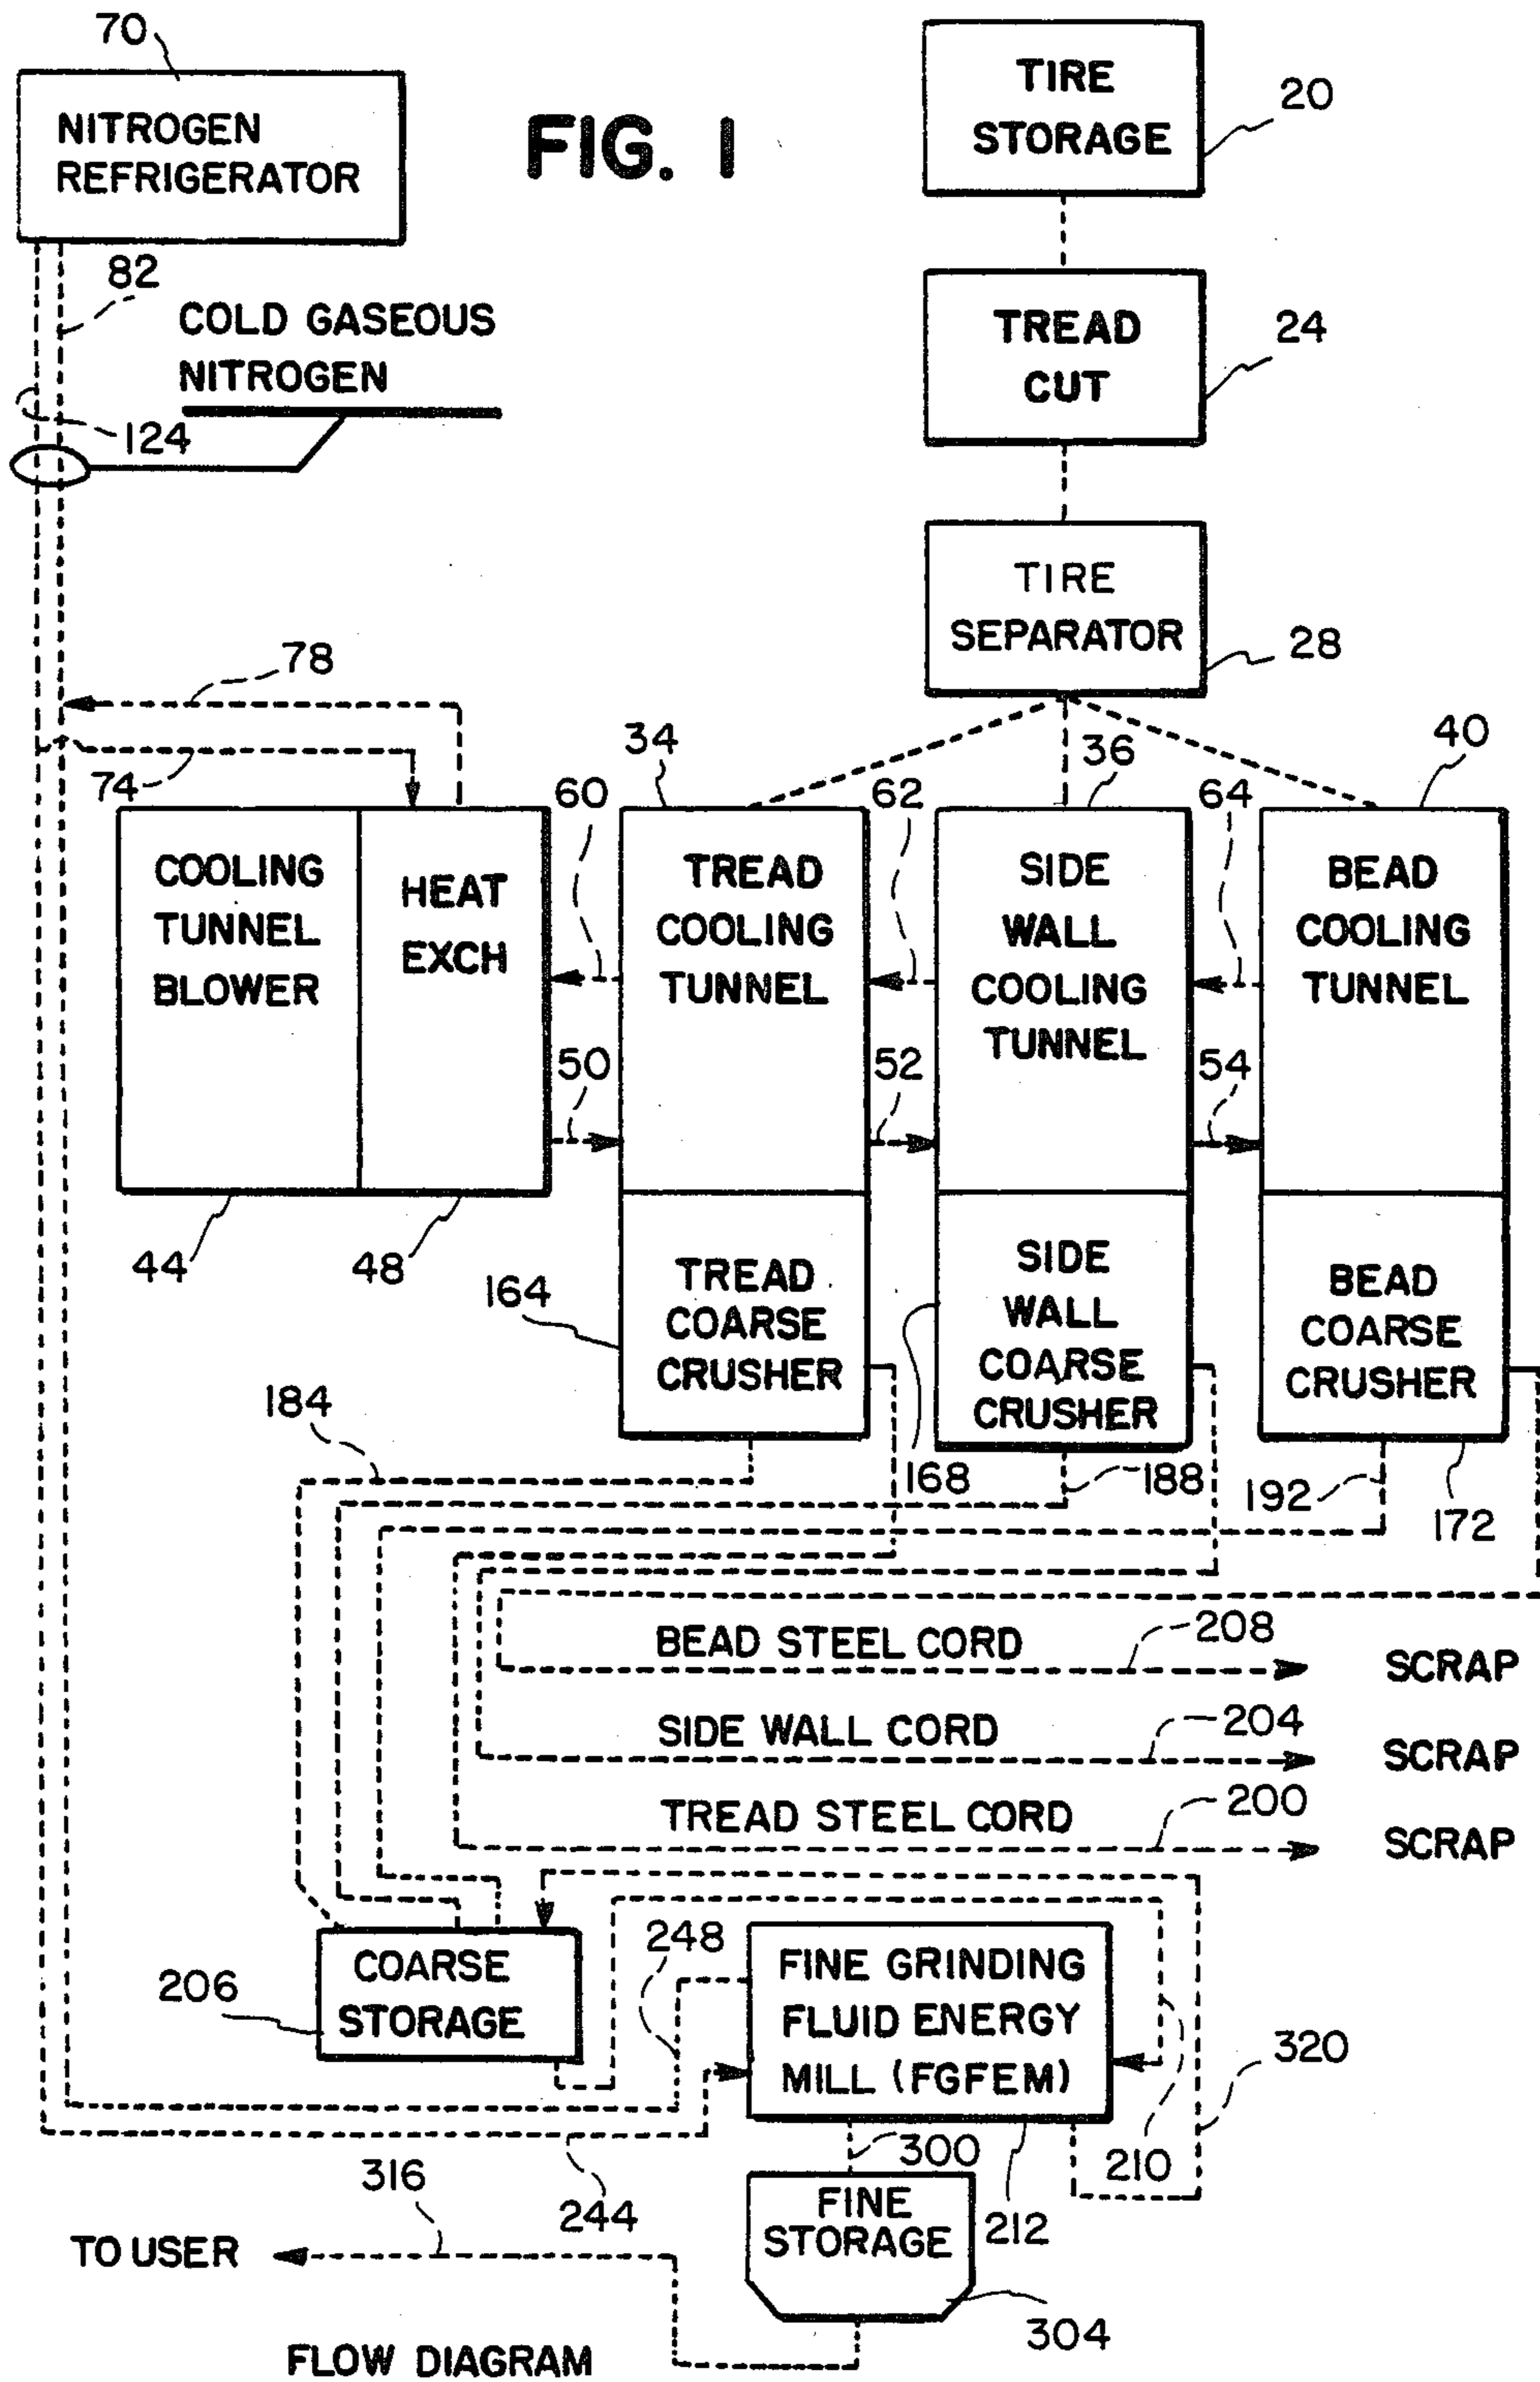 70
NITROGEN
REFRIGERATOR
FIG. 1
TIRE
STORAGE
20
82
COLD GASEOUS
NITROGEN
124
TREAD
CUT
24
TIRE
SEPARATOR
28
78
74
34
36
40
60
62
64
COOLING
TUNNEL
BLOWER
HEAT
EXCH
TREAD
COOLING
TUNNEL
SIDE
WALL
COOLING
TUNNEL
BEAD
COOLING
TUNNEL
50
52
54
44
48
164
TREAD
COARSE
CRUSHER
SIDE
WALL
COARSE
CRUSHER
BEAD
COARSE
CRUSHER
184
168
188
192
172
BEAD STEEL CORD
208
SCRAP
SIDE WALL CORD
204
SCRAP
TREAD STEEL CORD
200
SCRAP
206
COARSE
STORAGE
248
FINE GRINDING
FLUID ENERGY
MILL (FGFEM)
320
210
300
316
244
212
FINE
STORAGE
TO USER
304
FLOW DIAGRAM